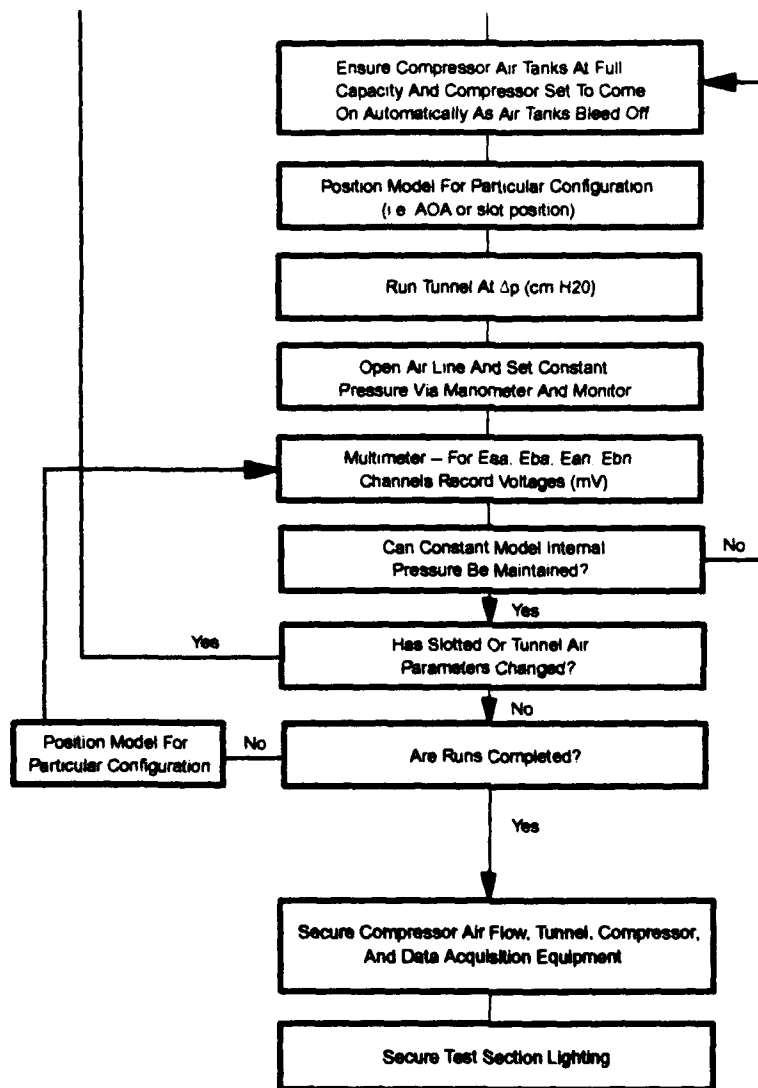 Ensure Compressor Air Tanks At Full
Capacity And Compressor Set To Come
On Automatically As Air Tanks Bleed Off
Position Model For Particular Configuration
(i e AOA or slot position)
Run Tunnel At Δp (cm H20)
Open Air Line And Set Constant
Pressure Via Manometer And Monitor
Multimeter – For Eaa, Eba, Ean, Ebn
Channels Record Voltages (mV)
Can Constant Model Internal
Pressure Be Maintained?
No
Yes
Yes
Has Slotted Or Tunnel Air
Parameters Changed?
No
Position Model For
Particular Configuration
No
Are Runs Completed?
Yes
Secure Compressor Air Flow, Tunnel, Compressor,
And Data Acquisition Equipment
Secure Test Section Lighting